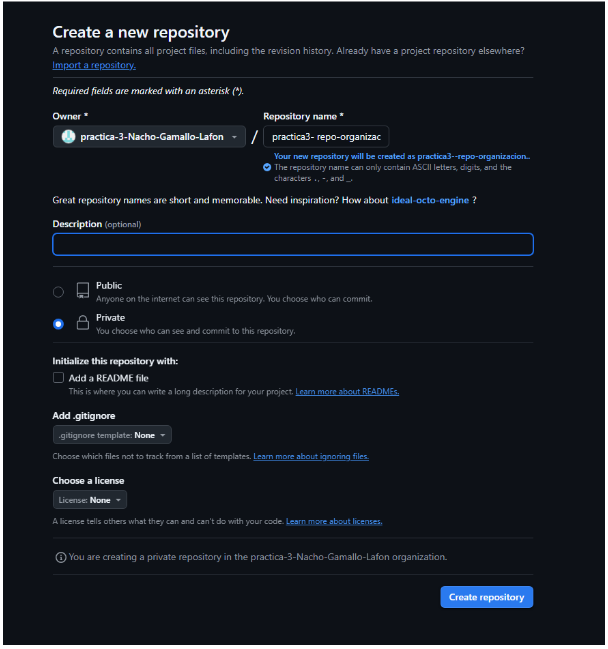 Create a new repository
A repository contains all project files, including the revision history. Already have a project repository elsewhere?
Import a repository.
Required fields are marked with an asterisk (*).
Owner *
Repository name *
practica-3-Nacho-Gamallo-Lafon
/
practica3- repo-organizac
Your new repository will be created as practica3--repo-organizacion..
The repository name can only contain ASCII letters, digits, and the
characters ., -, and _.
Great repository names are short and memorable. Need inspiration? How about ideal-octo-engine ?
Description (optional)
Public
Anyone on the internet can see this repository. You choose who can commit.
Private
You choose who can see and commit to this repository.
Initialize this repository with:
Add a README file
This is where you can write a long description for your project. Learn more about READMEs.
Add .gitignore
.gitignore template: None
Choose which files not to track from a list of templates. Learn more about ignoring files.
Choose a license
License: None
A license tells others what they can and can't do with your code. Learn more about licenses.
You are creating a private repository in the practica-3-Nacho-Gamallo-Lafon organization.
Create repository